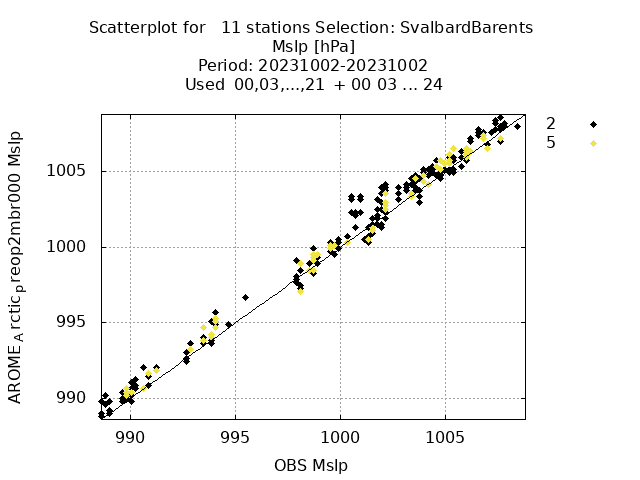 Scatterplot for   11 stations Selection: SvalbardBarents
Mslp [hPa]
Period: 20231002-20231002
Used  00,03,...,21  + 00 03 ... 24
2
5
AROME_Arctic_preop2mbr000 Mslp
1005
1000
995
990
990 995 1000 1005
OBS Mslp